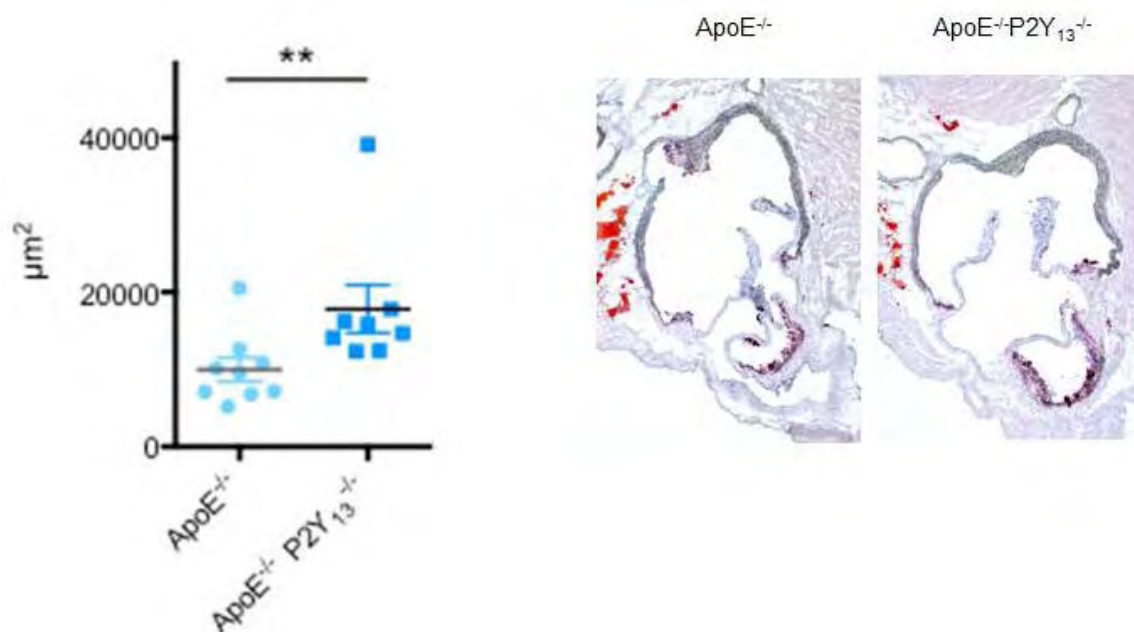 **
40000
20000
0
µm²
ApoE⁻/⁻
ApoE⁻/⁻ P2Y₁₃⁻/⁻
ApoE⁻/⁻
ApoE⁻/⁻P2Y₁₃⁻/⁻